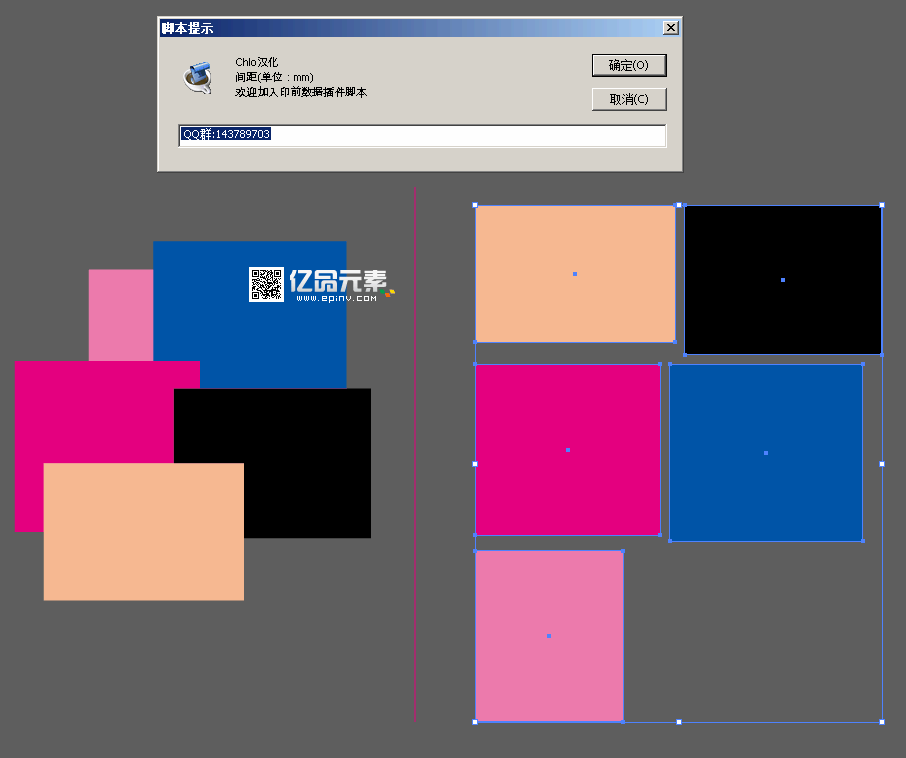 脚本提示
Chlo汉化
间距(单位：mm)
欢迎加入印前数据插件脚本
确定(O)
取消(C)
QQ群:143789703
亿品元素
www.epinv.com